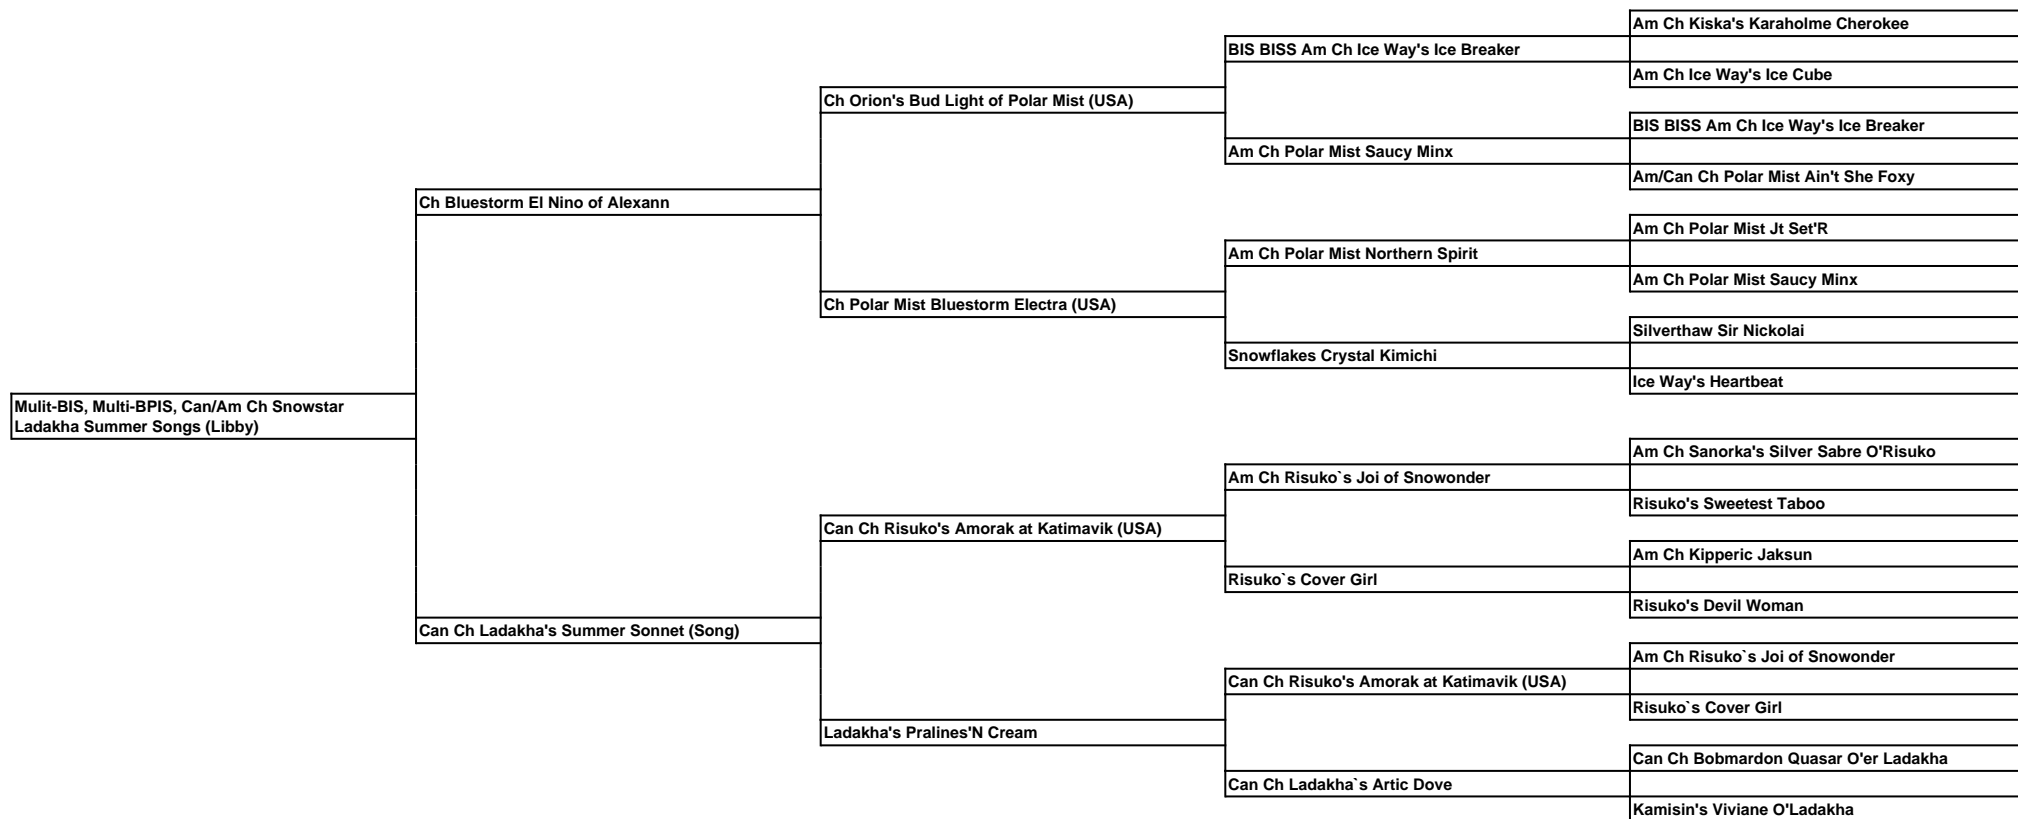 Am Ch Kiska's Karaholme Cherokee
BIS BISS Am Ch Ice Way's Ice Breaker
Am Ch Ice Way's Ice Cube
Ch Orion's Bud Light of Polar Mist (USA)
BIS BISS Am Ch Ice Way's Ice Breaker
Am Ch Polar Mist Saucy Minx
Am/Can Ch Polar Mist Ain't She Foxy
Ch Bluestorm El Nino of Alexann
Am Ch Polar Mist Jt Set'R
Am Ch Polar Mist Northern Spirit
Am Ch Polar Mist Saucy Minx
Ch Polar Mist Bluestorm Electra (USA)
Silverthaw Sir Nickolai
Snowflakes Crystal Kimichi
Ice Way's Heartbeat
Mulit-BIS, Multi-BPIS, Can/Am Ch Snowstar
Ladakha Summer Songs (Libby)
Am Ch Sanorka's Silver Sabre O'Risuko
Am Ch Risuko`s Joi of Snowonder
Risuko's Sweetest Taboo
Can Ch Risuko's Amorak at Katimavik (USA)
Am Ch Kipperic Jaksun
Risuko`s Cover Girl
Risuko's Devil Woman
Can Ch Ladakha's Summer Sonnet (Song)
Am Ch Risuko`s Joi of Snowonder
Can Ch Risuko's Amorak at Katimavik (USA)
Risuko`s Cover Girl
Ladakha's Pralines'N Cream
Can Ch Bobmardon Quasar O'er Ladakha
Can Ch Ladakha`s Artic Dove
Kamisin's Viviane O'Ladakha